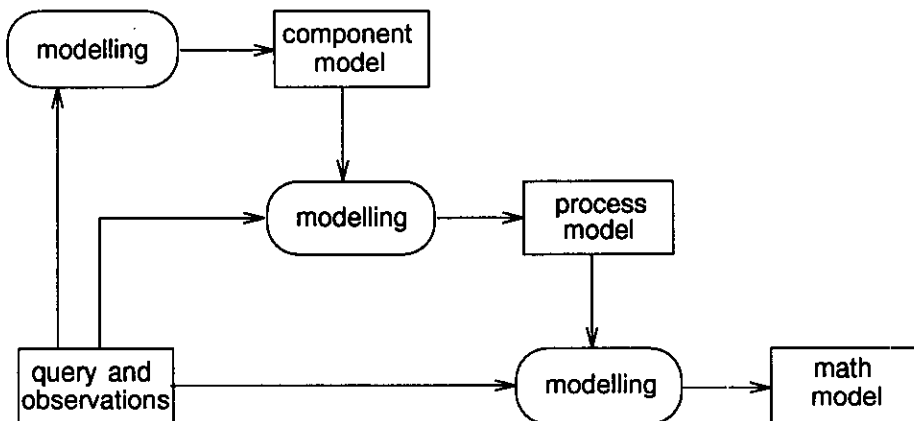 modelling
component
model
modelling
process
model
query and
observations
modelling
math
model